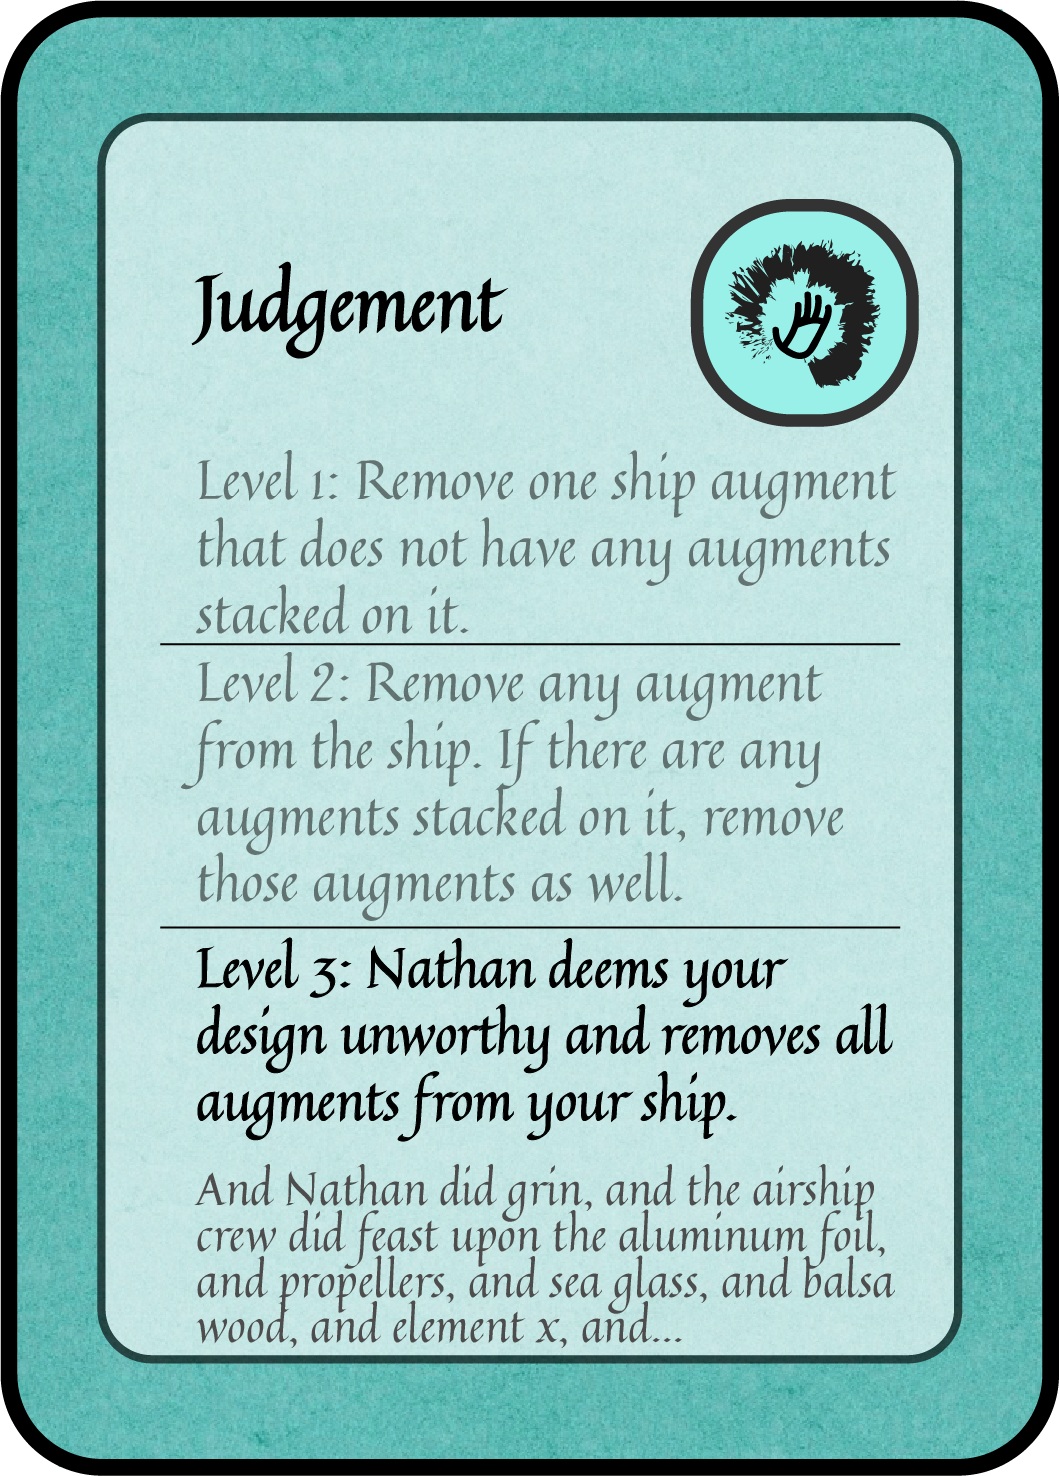 Judgement
Level 1: Remove one ship augment
that does not have any augments
stacked on it.
Level 2: Remove any augment
from the ship. If there are any
augments stacked on it, remove
those augments as well.
Level 3: Nathan deems your
design unworthy and removes all
augments from your ship.
And Nathan did grin, and the airship
crew did feast upon the aluminum foil,
and propellers, and sea glass, and balsa
wood, and element x, and...